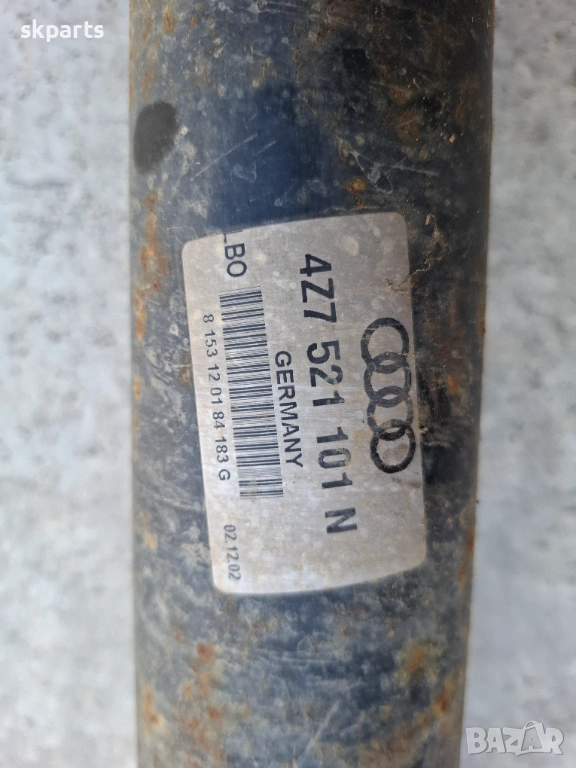 skparts
4Z7 521 101 N
GERMANY
LBO
8 153 12 01 84 183 G
02.12.02
BAZAR